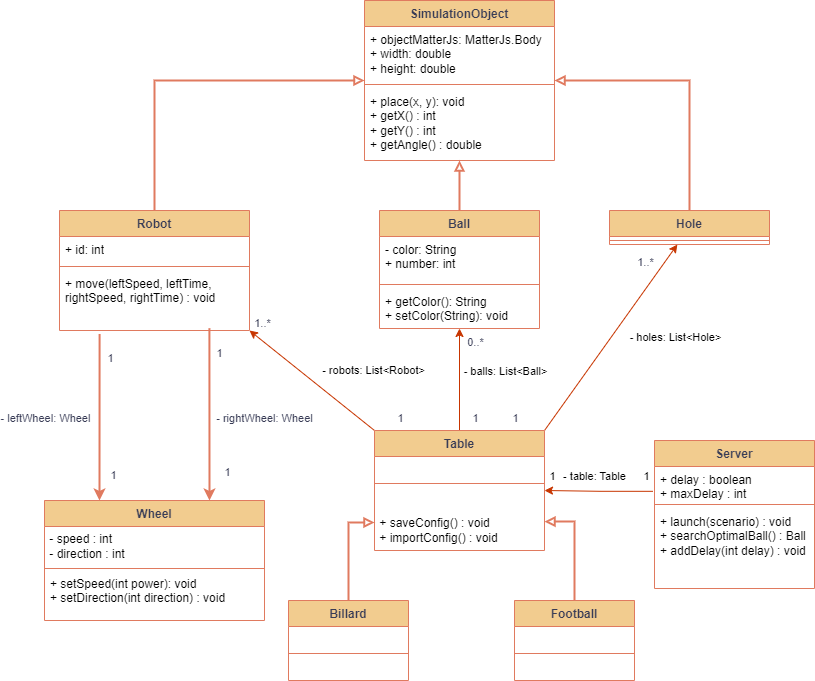 SimulationObject
+ objectMatterJs: MatterJs.Body
+ width: double
+ height: double
+ place(x, y): void
+ getX() : int
+ getY() : int
+ getAngle() : double
Robot
+ id: int
+ move(leftSpeed, leftTime,
rightSpeed, rightTime) : void
Ball
- color: String
+ number: int
+ getColor(): String
+ setColor(String): void
Hole
1..*
1..*
0..*
1
1
- robots: List<Robot>
- balls: List<Ball>
- holes: List<Hole>
- leftWheel: Wheel
- rightWheel: Wheel
1
1
1
1
1
Table
+ saveConfig() : void
+ importConfig() : void
1
- table: Table
1
Server
+ delay : boolean
+ maxDelay : int
+ launch(scenario) : void
+ searchOptimalBall() : Ball
+ addDelay(int delay) : void
Wheel
- speed : int
- direction : int
+ setSpeed(int power): void
+ setDirection(int direction) : void
Billard
Football